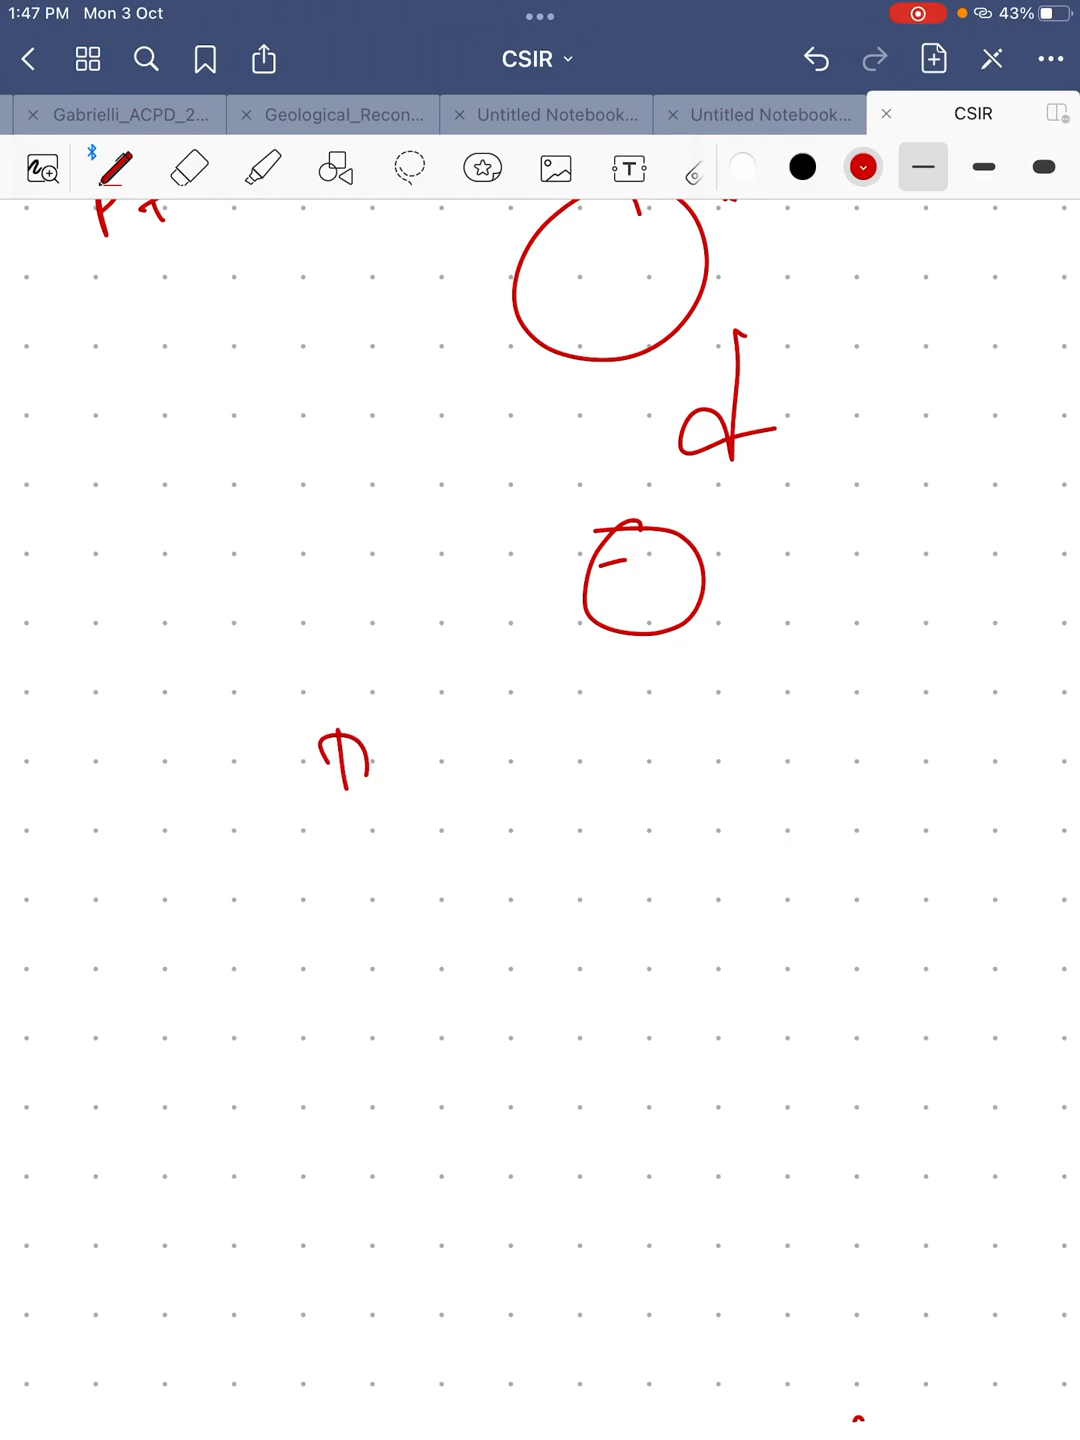 1:47 PM Mon 3 Oct
43%
CSIR
Gabrielli_ACPD_2...
Geological_Recon...
Untitled Notebook...
Untitled Notebook...
CSIR
T